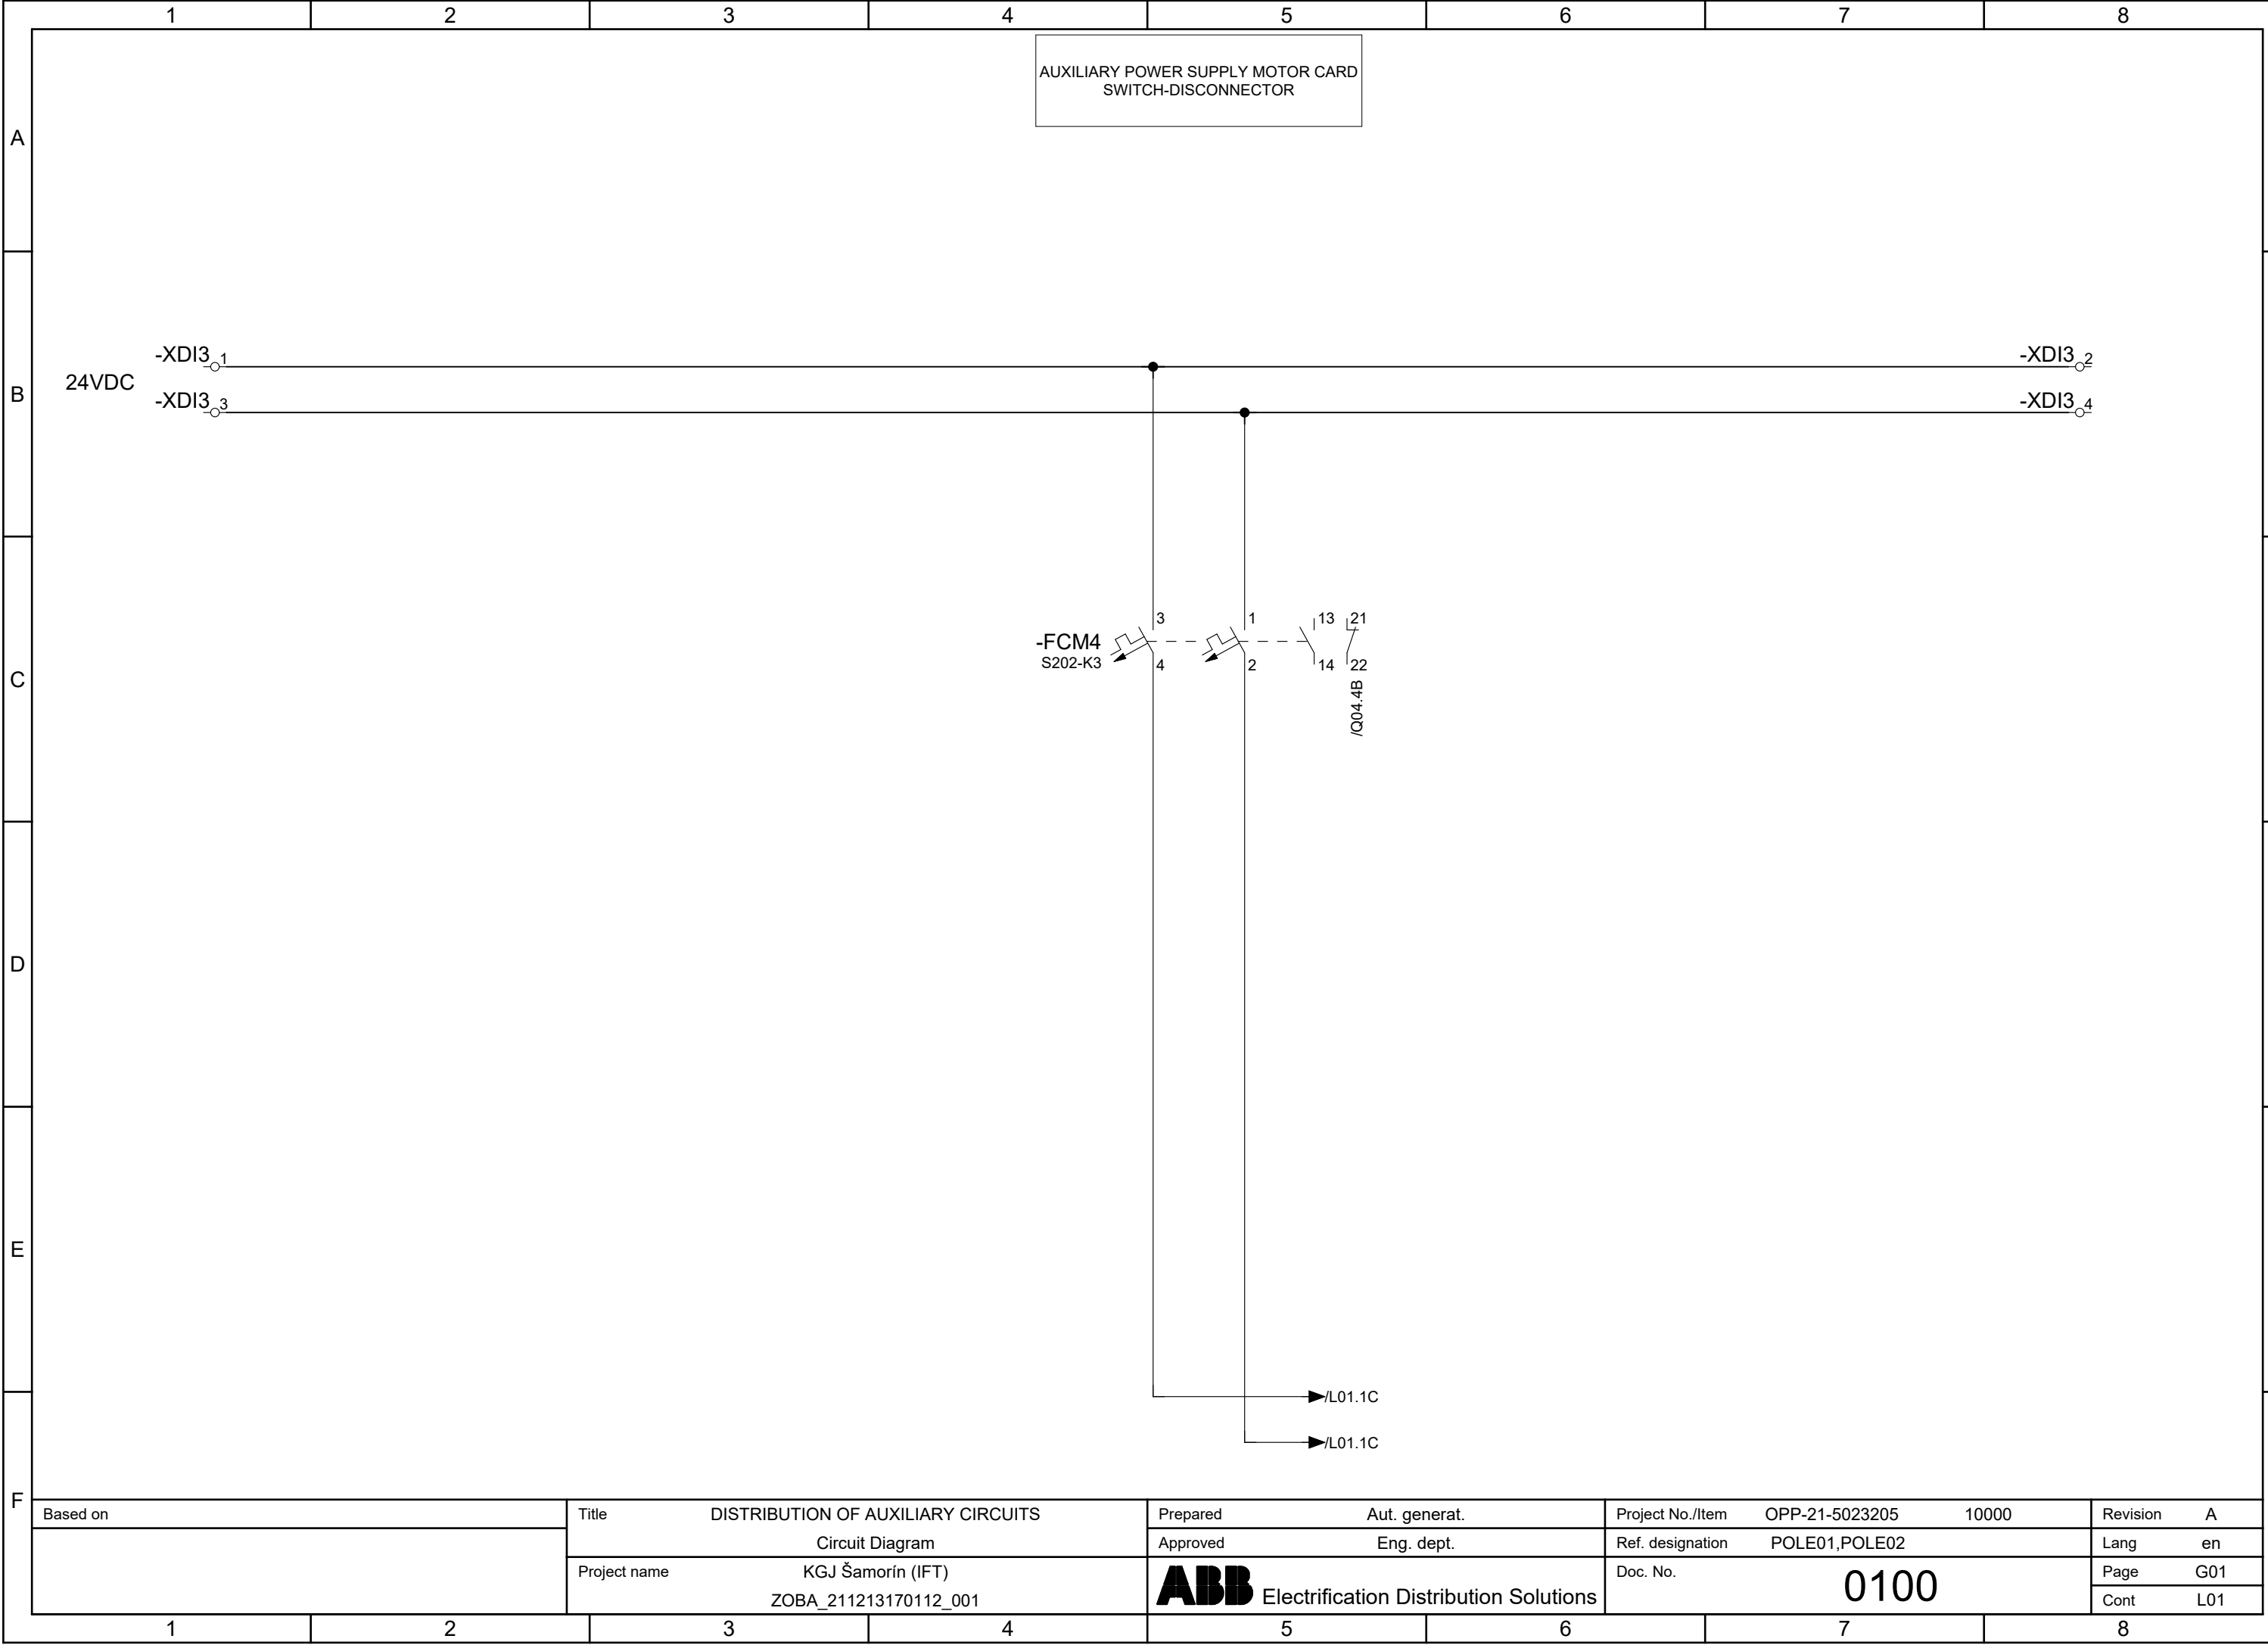 1 2 3 4 5 6 7 8
AUXILIARY POWER SUPPLY MOTOR CARD
SWITCH-DISCONNECTOR
A
B
C
D
E
F
24VDC
-XDI3 1
-XDI3 2
-XDI3 3
-XDI3 4
-FCM4
S202-K3
3 1 13 21
4 2 14 22
/Q04.4B
/L01.1C
/L01.1C
Based on
Title DISTRIBUTION OF AUXILIARY CIRCUITS
Circuit Diagram
Project name KGJ Šamorín (IFT)
ZOBA_211213170112_001
Prepared Aut. generat.
Approved Eng. dept.
ABB Electrification Distribution Solutions
Project No./Item OPP-21-5023205 10000
Ref. designation POLE01,POLE02
Doc. No. 0100
Revision A
Lang en
Page G01
Cont L01
1 2 3 4 5 6 7 8